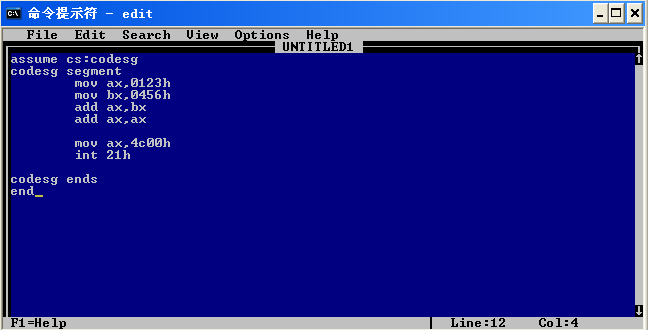 C:\ 命令提示符 - edit
File Edit Search View Options Help
UNTITLED1
assume cs:codesg
codesg segment
mov ax,0123h
mov bx,0456h
add ax,bx
add ax,ax
mov ax,4c00h
int 21h
codesg ends
end_
F1=Help Line:12 Col:4